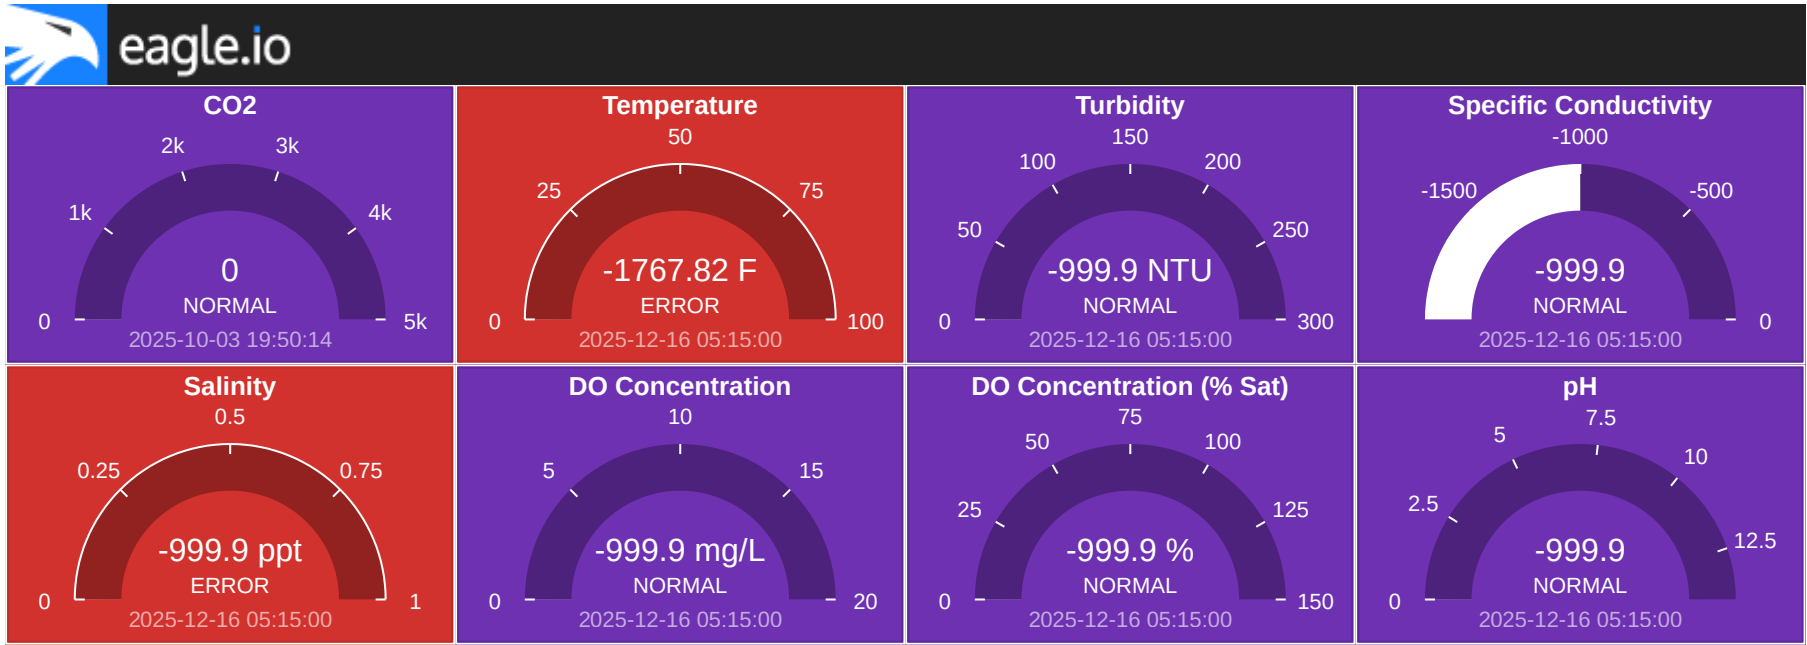 eagle.io
CO2
2k
3k
1k
4k
0
NORMAL
0
5k
2025-10-03 19:50:14
Temperature
50
25
75
-1767.82 F
ERROR
0
100
2025-12-16 05:15:00
Turbidity
150
100
200
50
250
-999.9 NTU
NORMAL
0
300
2025-12-16 05:15:00
Specific Conductivity
-1000
-1500
-500
-999.9
NORMAL
0
2025-12-16 05:15:00
Salinity
0.5
0.25
0.75
-999.9 ppt
ERROR
0
1
2025-12-16 05:15:00
DO Concentration
10
5
15
-999.9 mg/L
NORMAL
0
20
2025-12-16 05:15:00
DO Concentration (% Sat)
75
50
100
25
125
-999.9 %
NORMAL
0
150
2025-12-16 05:15:00
pH
7.5
5
10
2.5
12.5
-999.9
NORMAL
0
2025-12-16 05:15:00